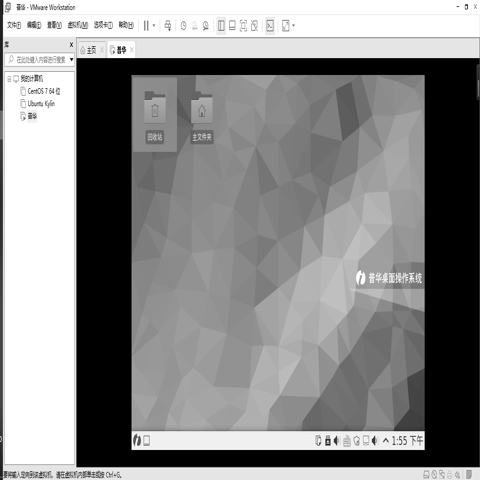 普华 - VMware Workstation
文件(F) 编辑(E) 查看(V) 虚拟机(M) 选项卡(T) 帮助(H)
库
在此处键入内容进行搜索
我的计算机
CentOS 7 64 位
Ubuntu Kylin
普华
主页
普华
回收站
主文件夹
普华桌面操作系统
1:55 下午
要将输入定向到该虚拟机，请在虚拟机内部单击或按 Ctrl+G。